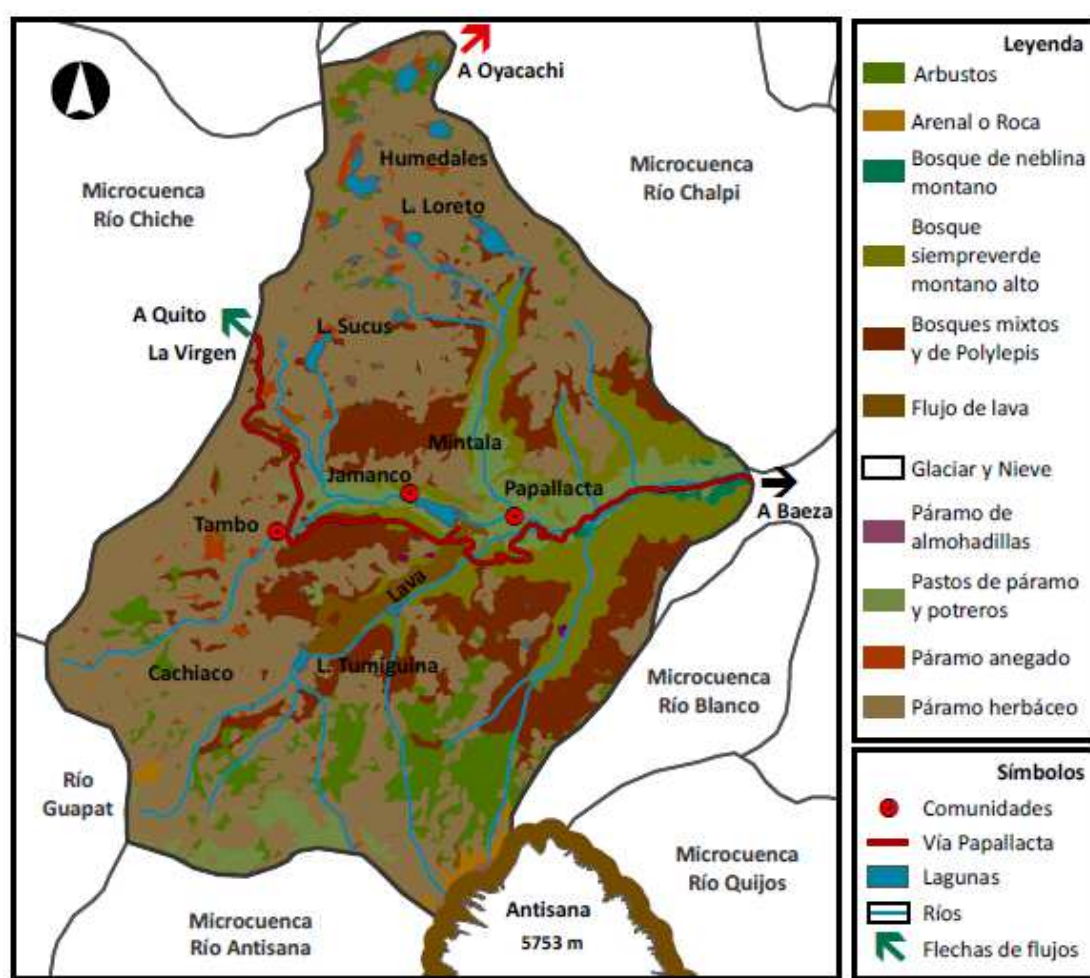 A Oyacachi
Humedales
Microcuenca
Río Chiche
Microcuenca
Río Chalpi
L. Loreto
A Quito
La Virgen
L. Sucus
Mintala
Jamanco
Papallacta
A Baeza
Tambo
Lava
Cachiaco
L. Tumiguina
Microcuenca
Río Blanco
Río
Guapat
Microcuenca
Río Quijos
Microcuenca
Río Antisana
Antisana
5753 m
Leyenda
Arbustos
Arenal o Roca
Bosque de neblina
montano
Bosque
siempreverde
montano alto
Bosques mixtos
y de Polylepis
Flujo de lava
Glaciar y Nieve
Páramo de
almohadillas
Pastos de páramo
y potreros
Páramo anegado
Páramo herbáceo
Símbolos
Comunidades
Vía Papallacta
Lagunas
Ríos
Flechas de flujos